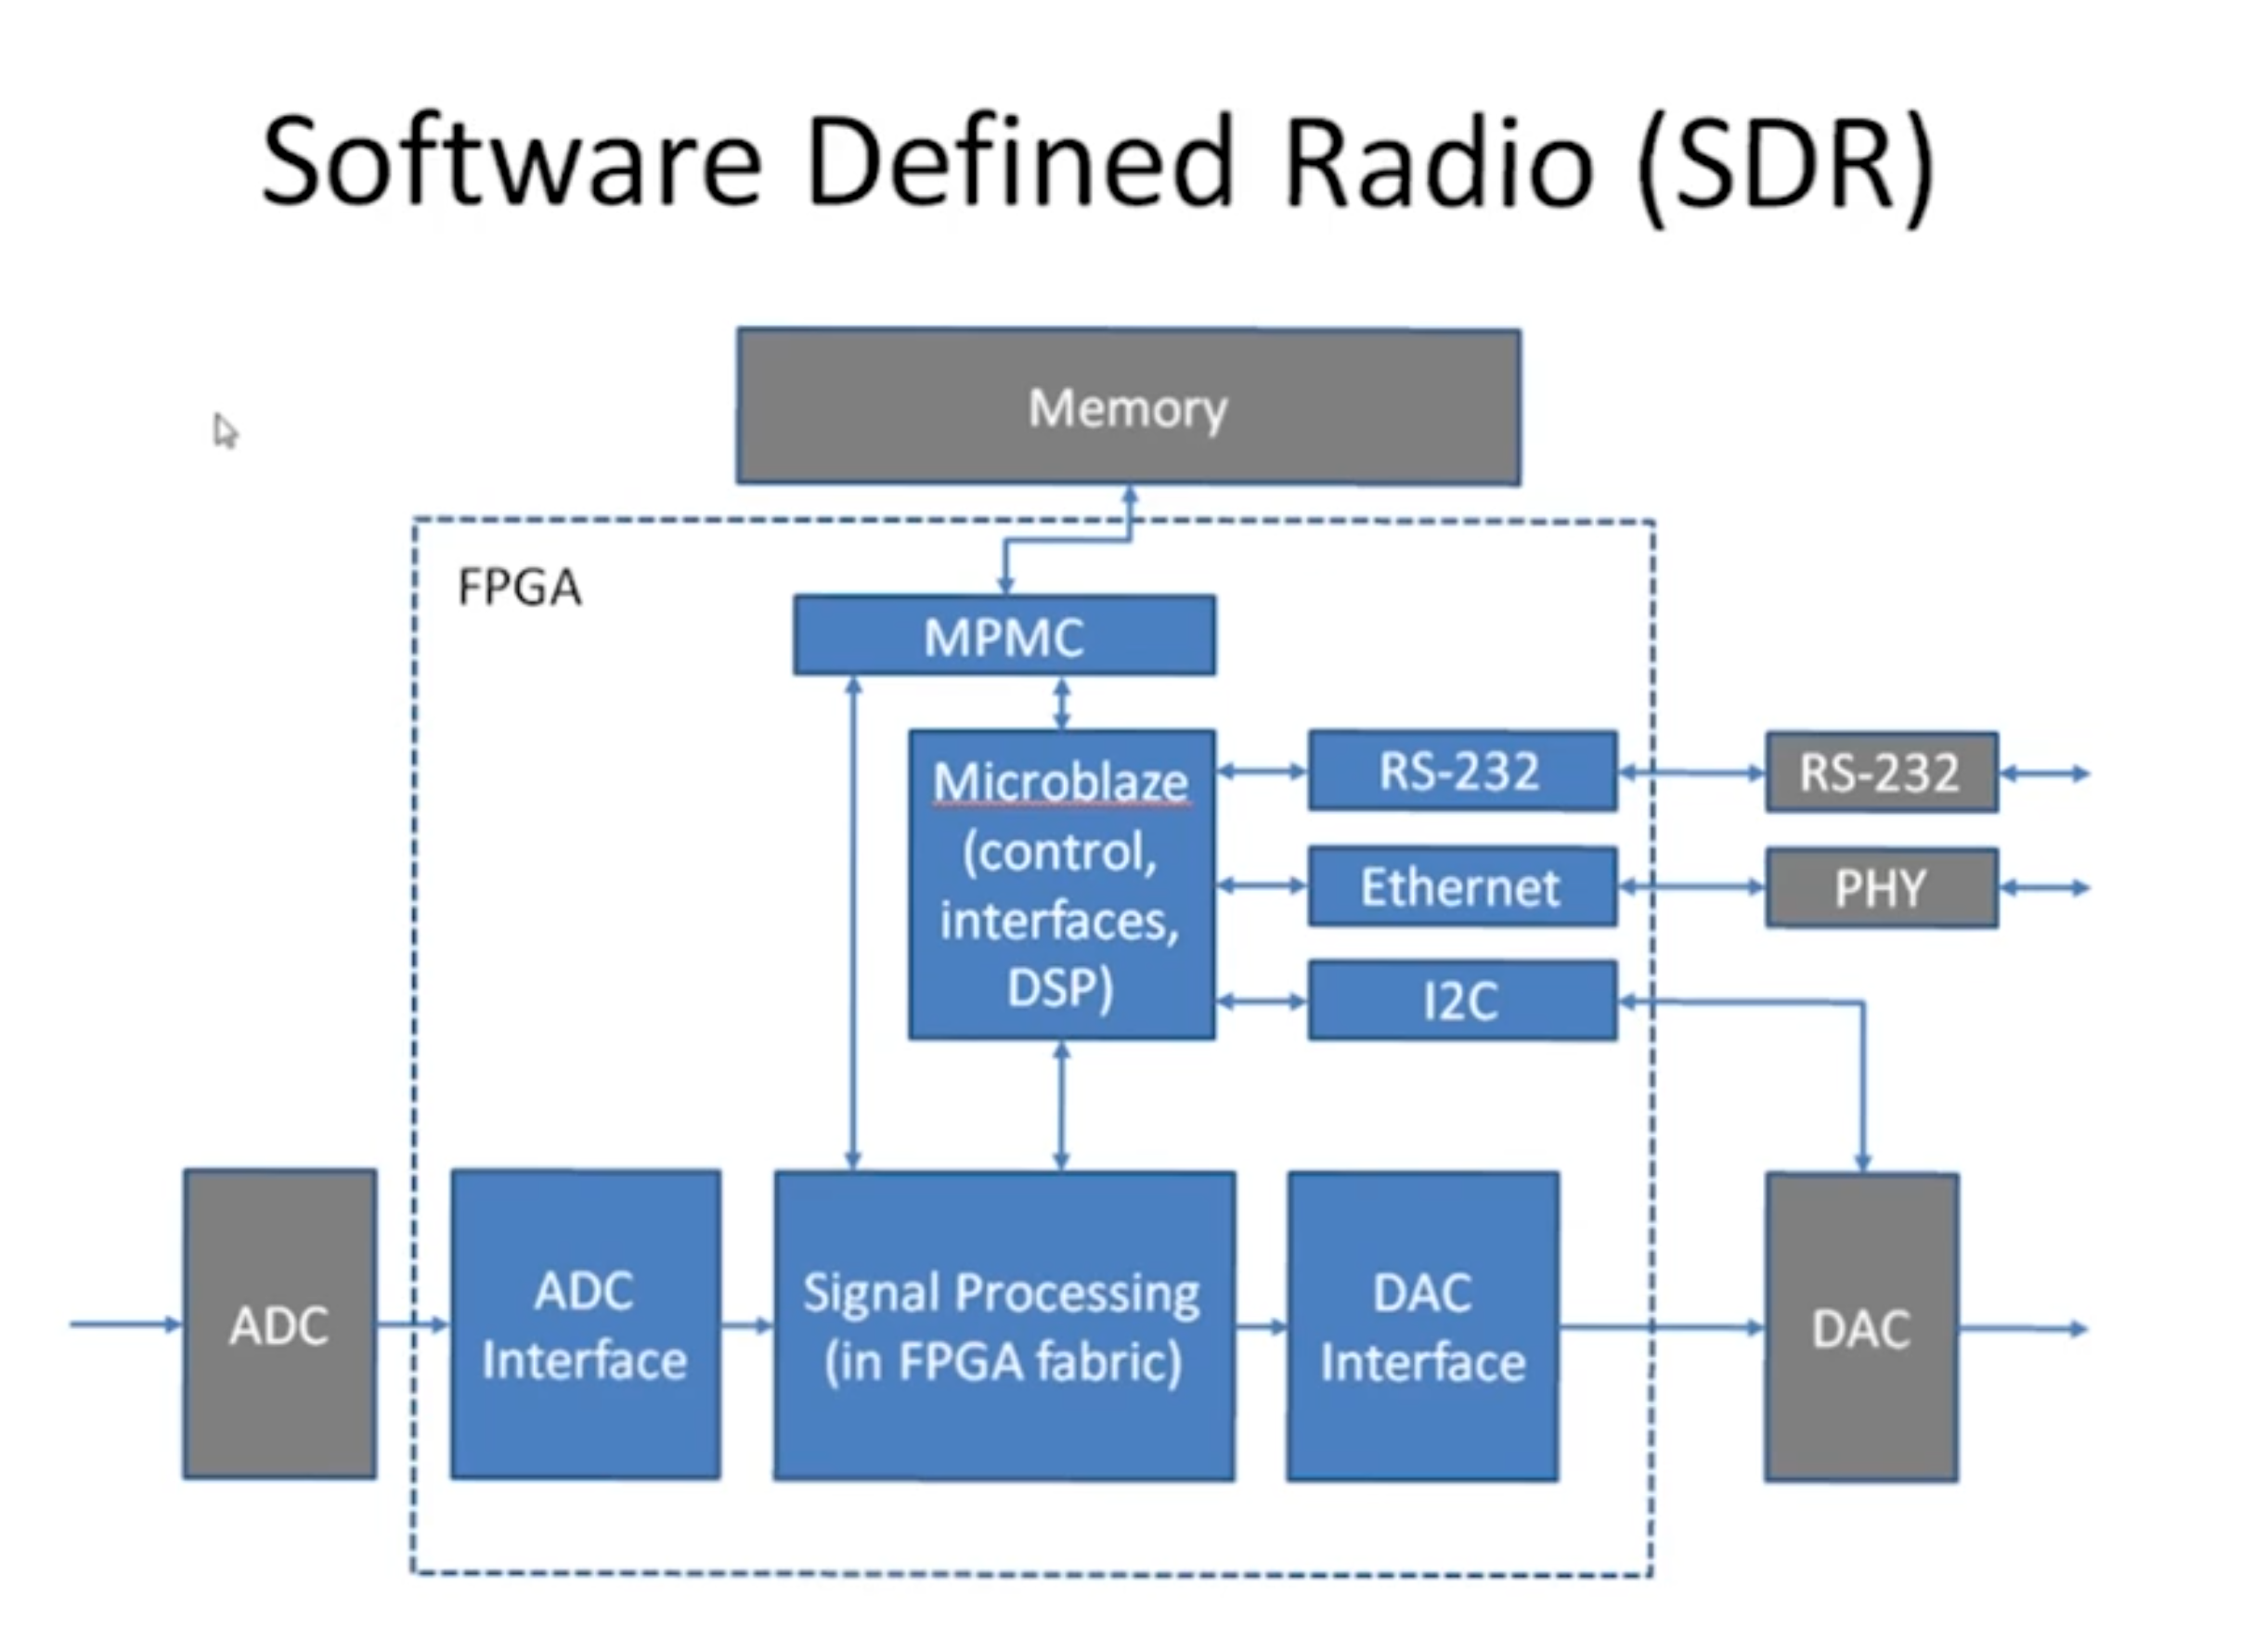 Software Defined Radio (SDR)
Memory
FPGA
MPMC
Microblaze
(control,
interfaces,
DSP)
RS-232
RS-232
Ethernet
PHY
I2C
ADC
ADC
Interface
Signal Processing
(in FPGA fabric)
DAC
Interface
DAC